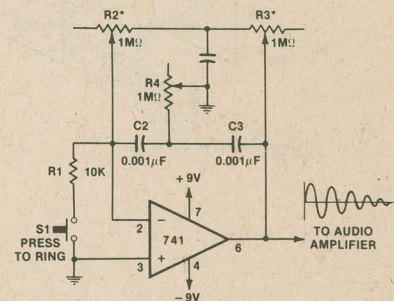 R2* R3*
1MΩ 1MΩ
R4
1MΩ
C2 C3
0.001µF 0.001µF
R1 10K
+9V
7
S1
PRESS
TO RING
2 − 741 6
3 +
4
−9V
TO AUDIO
AMPLIFIER